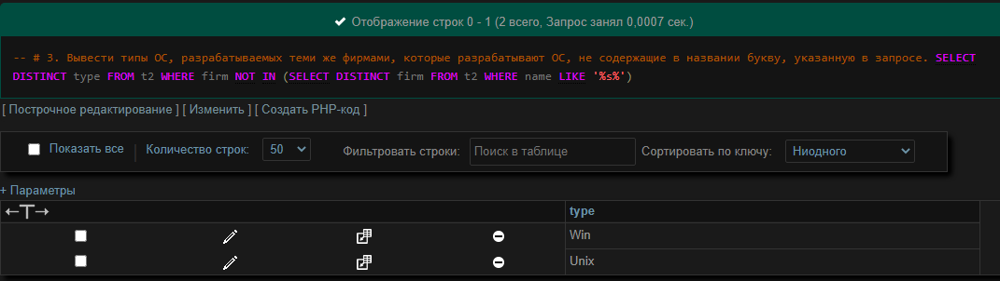 Отображение строк 0 - 1 (2 всего, Запрос занял 0,0007 сек.)
-- # 3. Вывести типы ОС, разрабатываемых теми же фирмами, которые разрабатывают ОС, не содержащие в названии букву, указанную в запросе. SELECT
DISTINCT type FROM t2 WHERE firm NOT IN (SELECT DISTINCT firm FROM t2 WHERE name LIKE '%s%')
[ Построчное редактирование ] [ Изменить ] [ Создать PHP-код ]
Показать все Количество строк: 50 Фильтровать строки: Поиск в таблице Сортировать по ключу: Ниодного
+ Параметры
←T→ type
Win
Unix